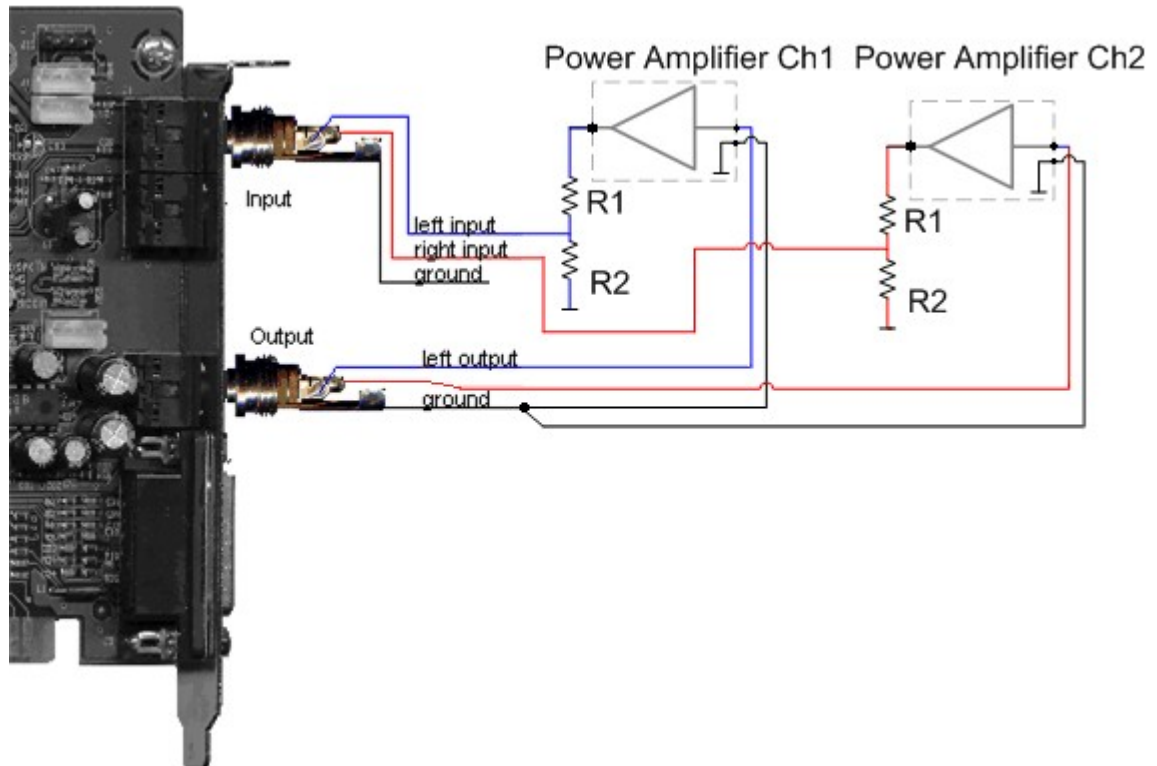 Power Amplifier Ch1 Power Amplifier Ch2
Input
R1
R1
left input
right input
ground
R2
R2
Output
left output
ground